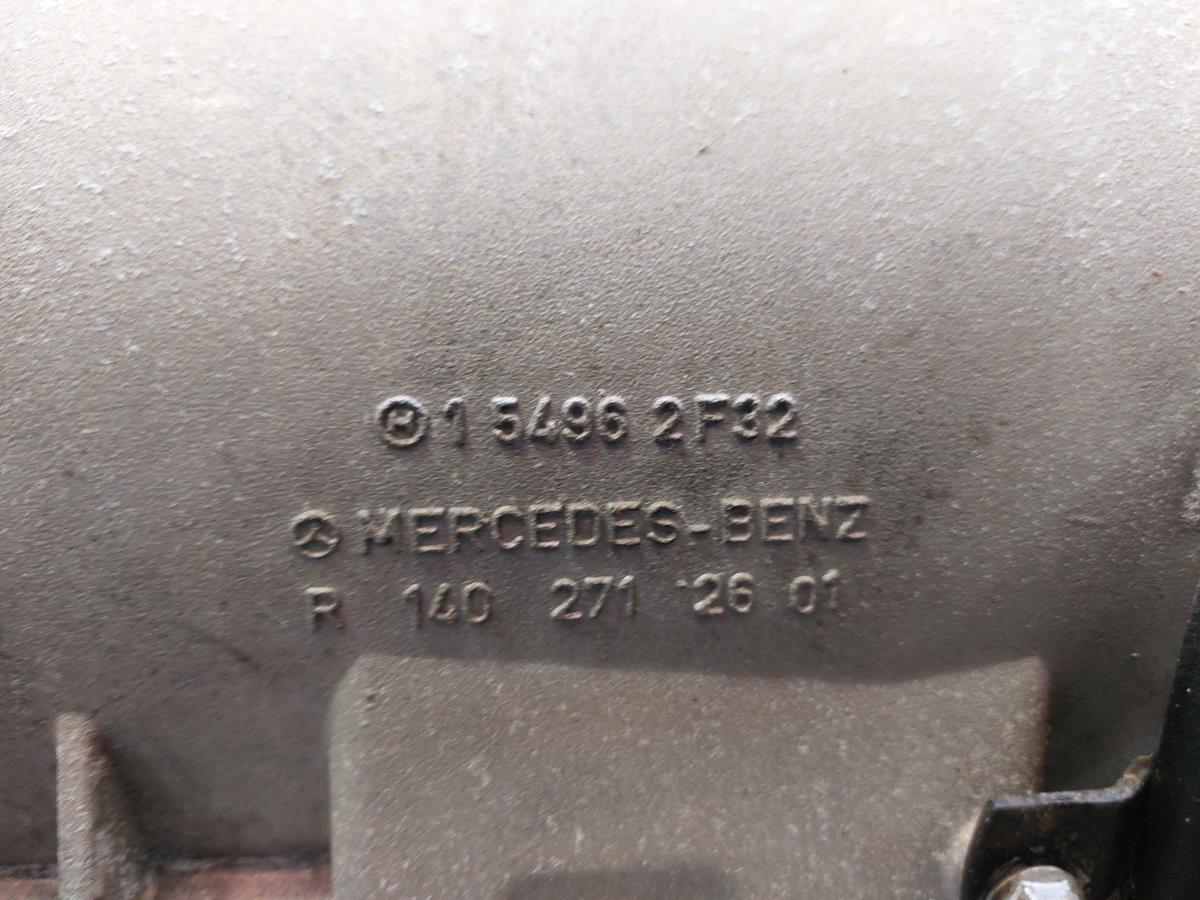 1 5496 2F32
MERCEDES-BENZ
R 140 271 26 01